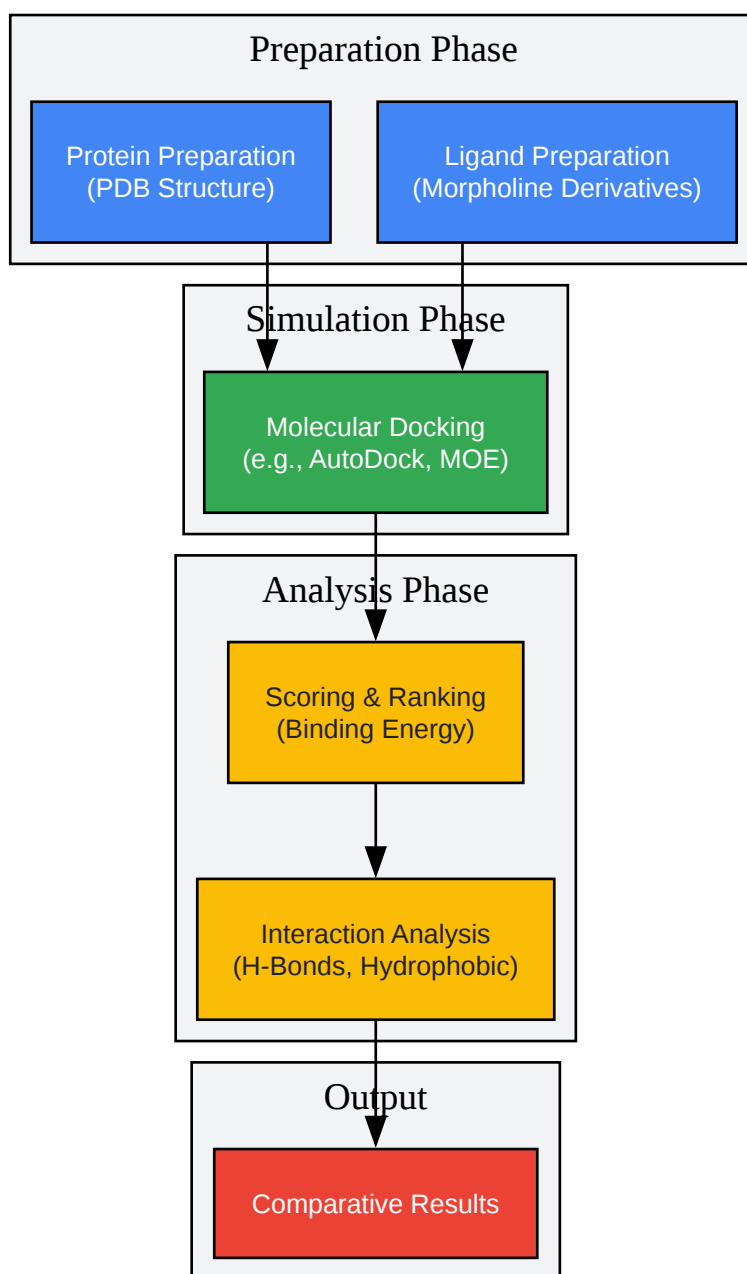 Preparation Phase
Protein Preparation
(PDB Structure)
Ligand Preparation
(Morpholine Derivatives)
Simulation Phase
Molecular Docking
(e.g., AutoDock, MOE)
Analysis Phase
Scoring & Ranking
(Binding Energy)
Interaction Analysis
(H-Bonds, Hydrophobic)
Output
Comparative Results